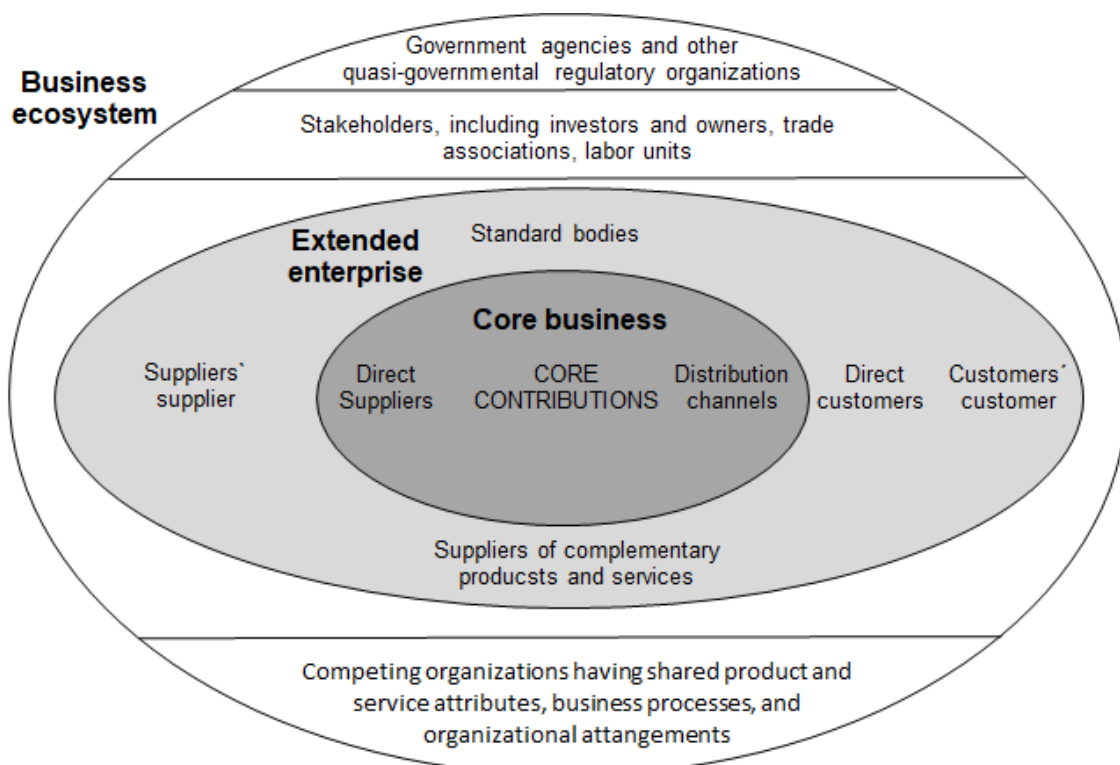 Government agencies and other
quasi-governmental regulatory organizations
Business
ecosystem
Stakeholders, including investors and owners, trade
associations, labor units
Extended
enterprise
Standard bodies
Core business
Suppliers`
supplier
Direct
Suppliers
CORE
CONTRIBUTIONS
Distribution
channels
Direct
customers
Customers´
customer
Suppliers of complementary
producsts and services
Competing organizations having shared product and
service attributes, business processes, and
organizational attangements